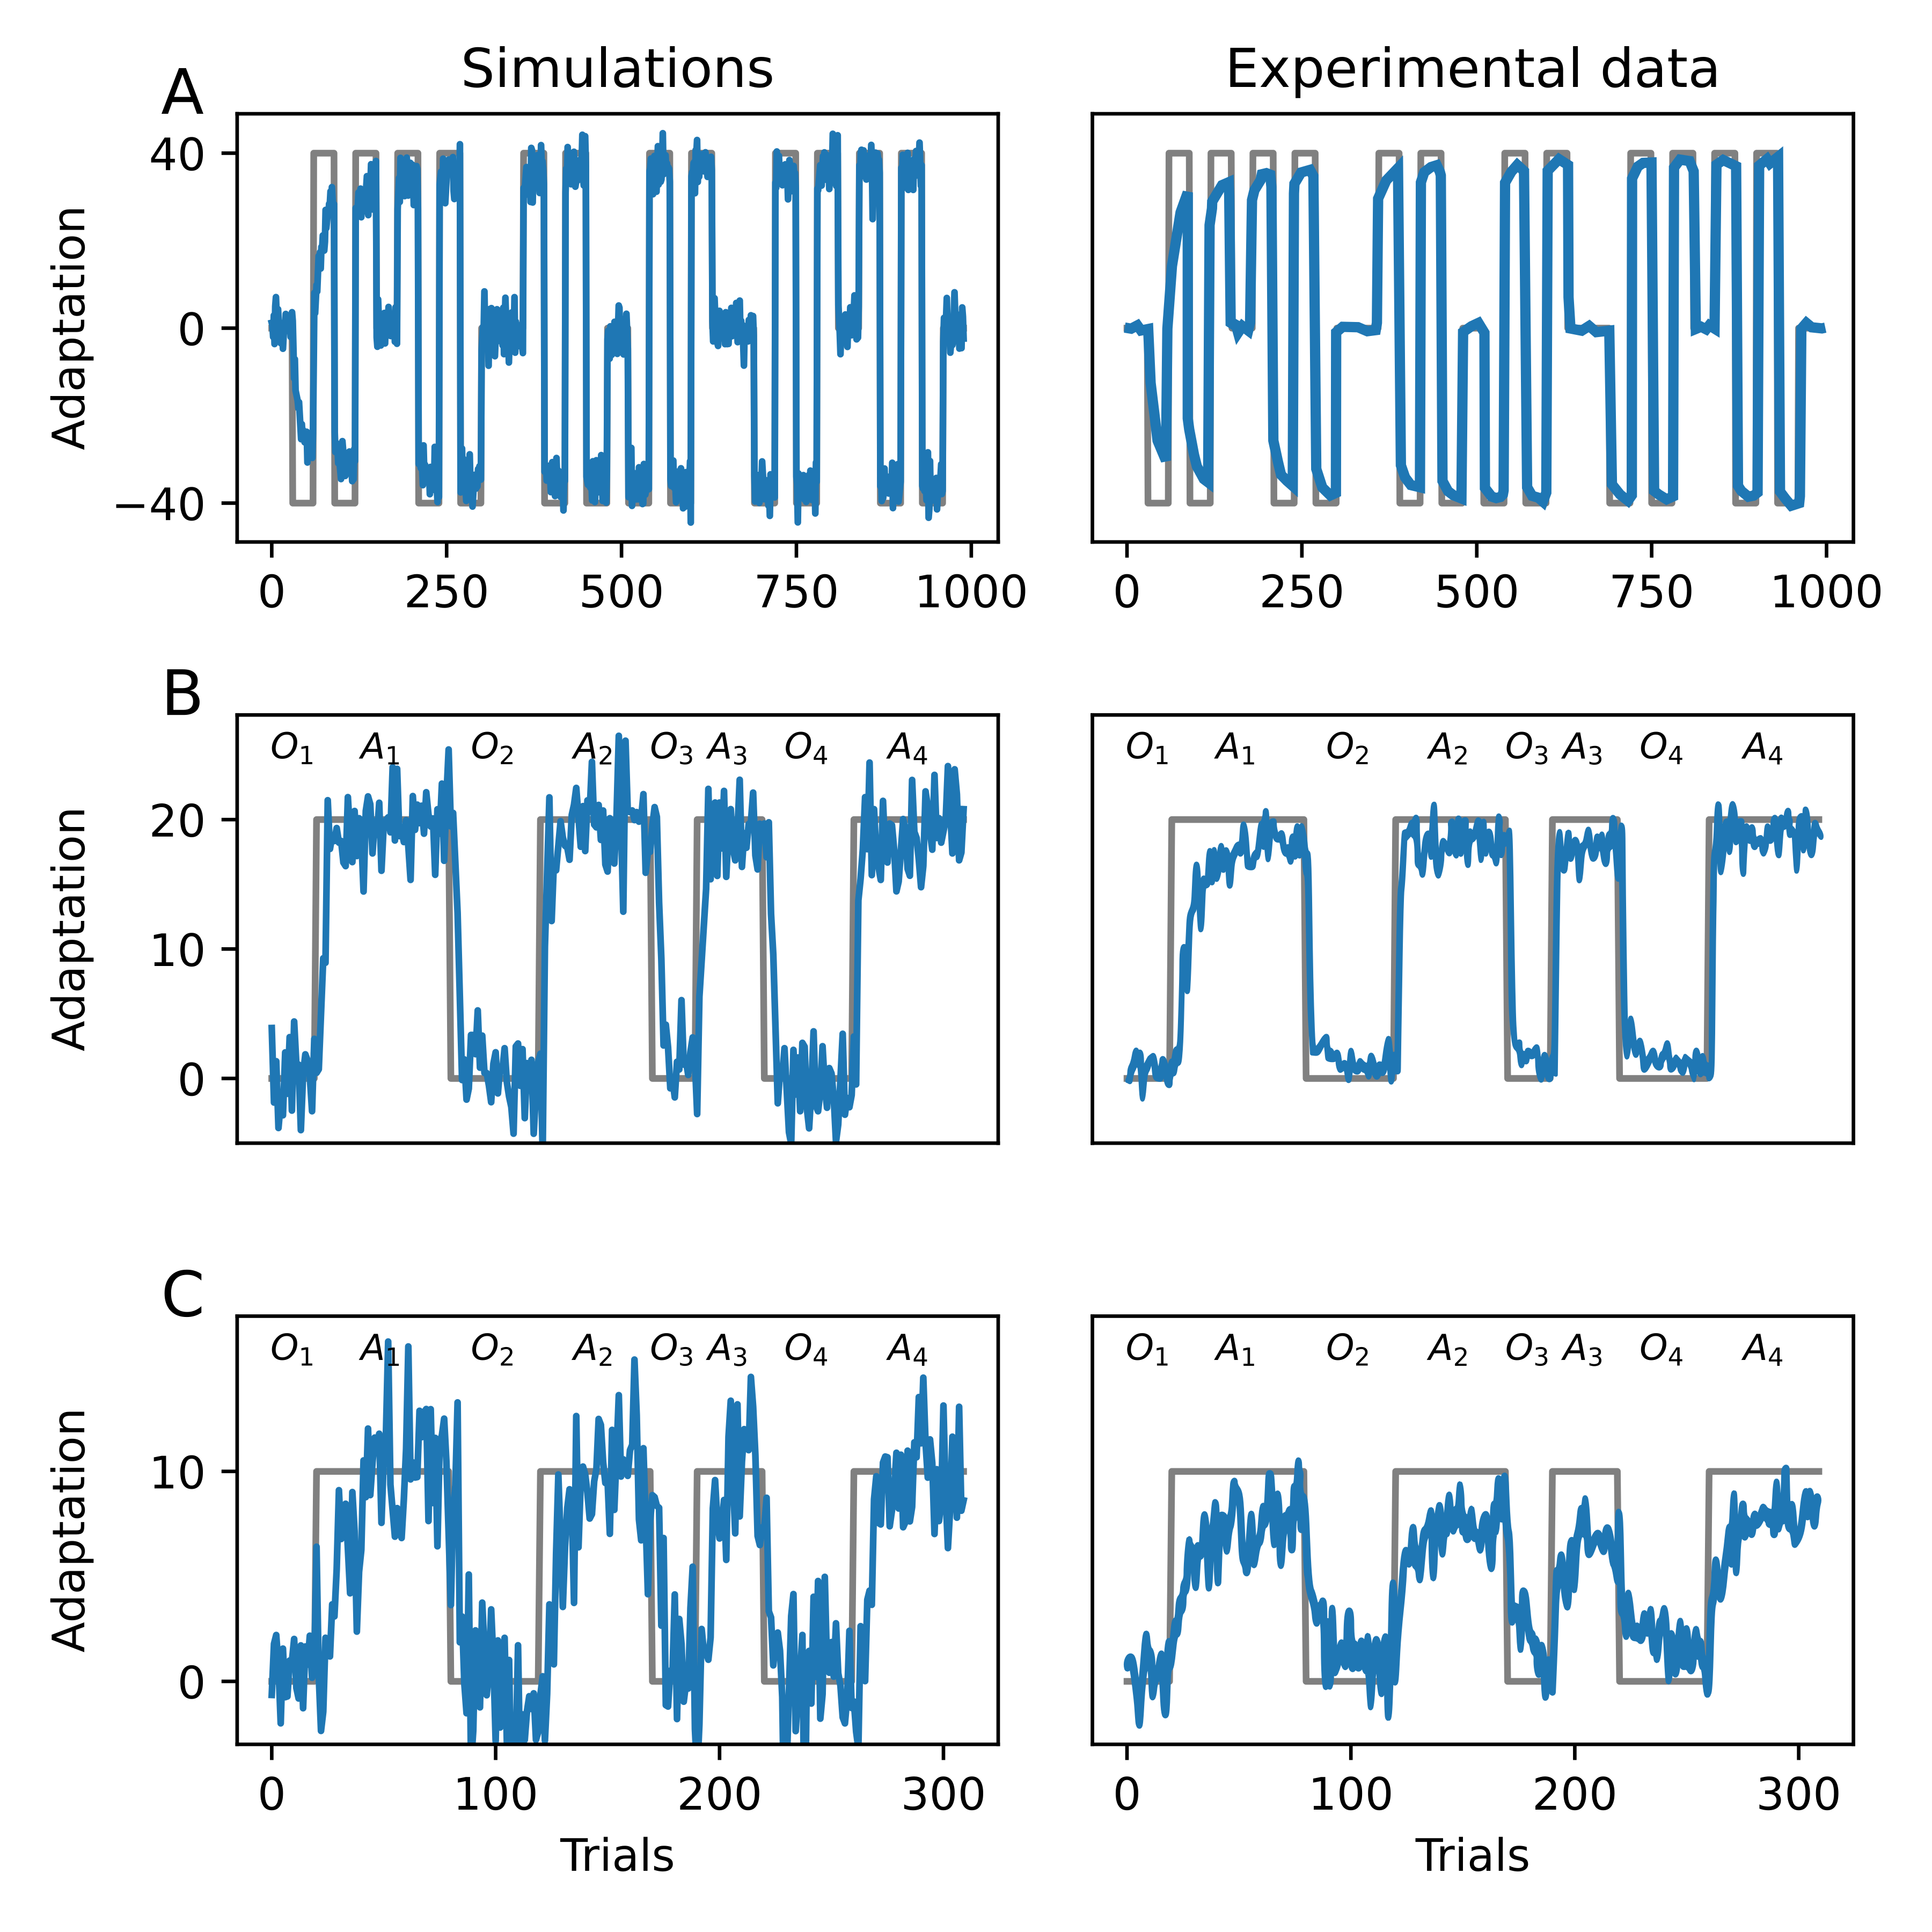 Simulations
Experimental data
A
Adaptation
40
0
−40
0 250 500 750 1000
0 250 500 750 1000
B
Adaptation
20
10
0
O₁ A₁ O₂ A₂ O₃ A₃ O₄ A₄
O₁ A₁ O₂ A₂ O₃ A₃ O₄ A₄
C
Adaptation
10
0
O₁ A₁ O₂ A₂ O₃ A₃ O₄ A₄
O₁ A₁ O₂ A₂ O₃ A₃ O₄ A₄
0 100 200 300
0 100 200 300
Trials
Trials